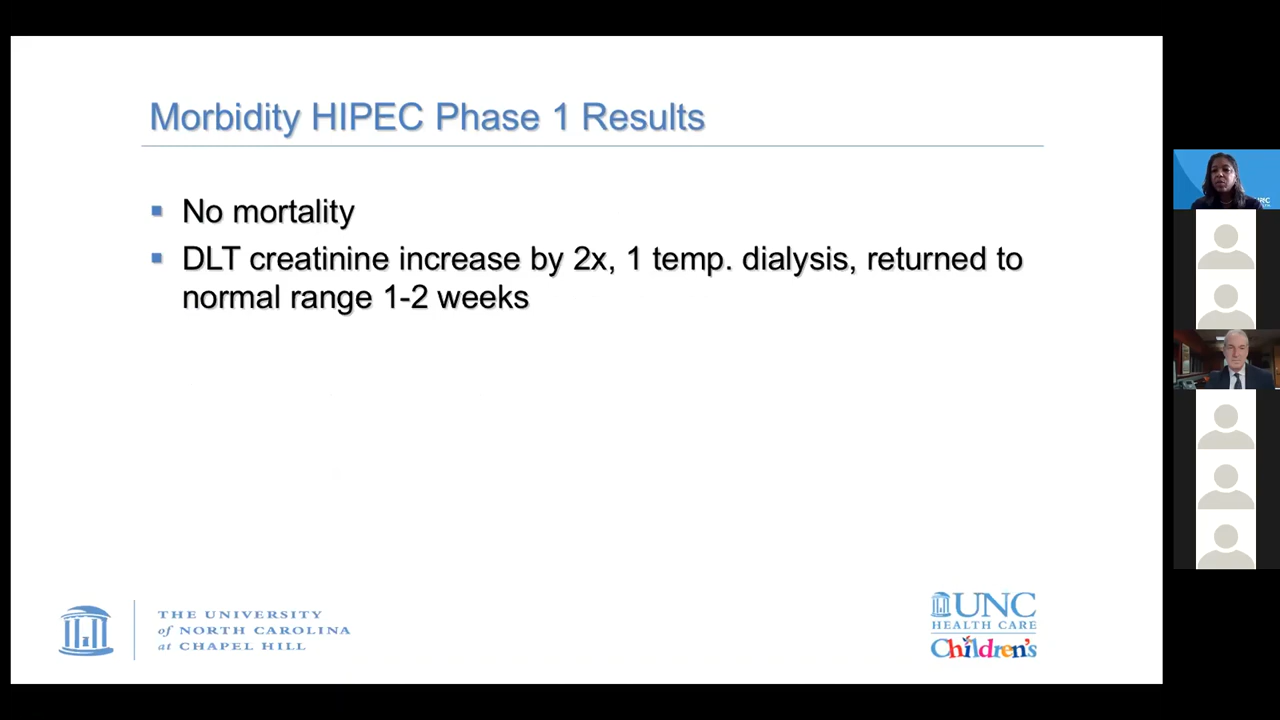 Morbidity HIPEC Phase 1 Results
No mortality
DLT creatinine increase by 2x, 1 temp. dialysis, returned to
normal range 1-2 weeks
THE UNIVERSITY
of NORTH CAROLINA
at CHAPEL HILL
UNC
HEALTH CARE
Children's